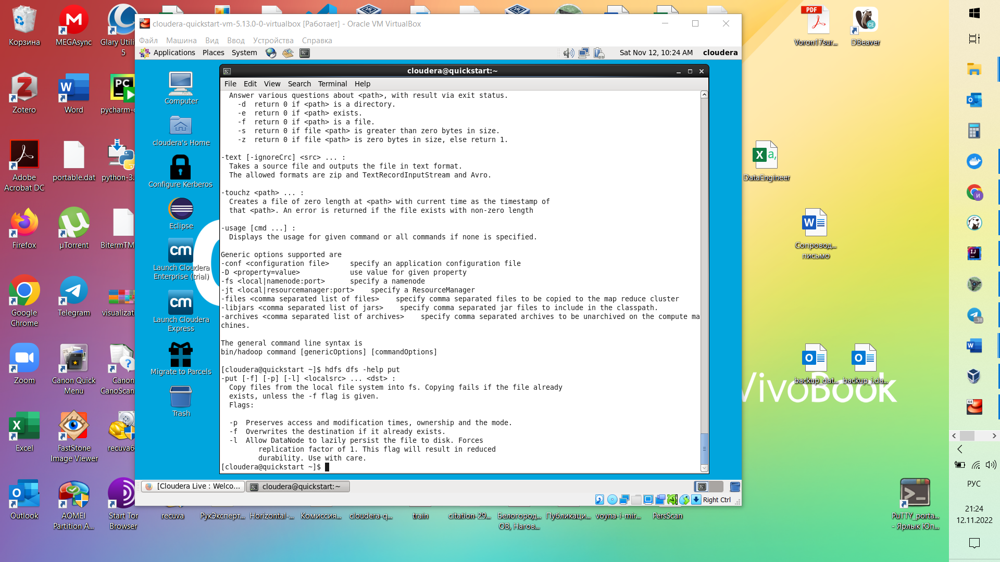 cloudera-quickstart-vm-5.13.0-0-virtualbox [Работает] - Oracle VM VirtualBox
Файл Машина Вид Ввод Устройства Справка
Applications Places System
Sat Nov 12, 10:24 AM cloudera
cloudera@quickstart:~
File Edit View Search Terminal Help
Answer various questions about <path>, with result via exit status.
-d return 0 if <path> is a directory.
-e return 0 if <path> exists.
-f return 0 if <path> is a file.
-s return 0 if file <path> is greater than zero bytes in size.
-z return 0 if file <path> is zero bytes in size, else return 1.
-text [-ignoreCrc] <src> ... :
Takes a source file and outputs the file in text format.
The allowed formats are zip and TextRecordInputStream and Avro.
-touchz <path> ... :
Creates a file of zero length at <path> with current time as the timestamp of
that <path>. An error is returned if the file exists with non-zero length
-usage [cmd ...] :
Displays the usage for given command or all commands if none is specified.
Generic options supported are
-conf <configuration file> specify an application configuration file
-D <property=value> use value for given property
-fs <local|namenode:port> specify a namenode
-jt <local|resourcemanager:port> specify a ResourceManager
-files <comma separated list of files> specify comma separated files to be copied to the map reduce cluster
-libjars <comma separated list of jars> specify comma separated jar files to include in the classpath.
-archives <comma separated list of archives> specify comma separated archives to be unarchived on the compute ma
chines.
The general command line syntax is
bin/hadoop command [genericOptions] [commandOptions]
[cloudera@quickstart ~]$ hdfs dfs -help put
-put [-f] [-p] [-l] <localsrc> ... <dst> :
Copy files from the local file system into fs. Copying fails if the file already
exists, unless the -f flag is given.
Flags:
-p Preserves access and modification times, ownership and the mode.
-f Overwrites the destination if it already exists.
-l Allow DataNode to lazily persist the file to disk. Forces
replication factor of 1. This flag will result in reduced
durability. Use with care.
[cloudera@quickstart ~]$
Computer
cloudera's Home
Configure Kerberos
Eclipse
cm
Launch Cloudera
Enterprise (trial)
cm
Launch Cloudera
Express
Migrate to Parcels
Trash
[Cloudera Live : Welco...
cloudera@quickstart:~
Right Ctrl
Корзина
MEGAsync
Glary Utili
5
Zotero
Word
pycharm-
Adobe
Acrobat DC
portable.dat
python-3.
Firefox
µTorrent
BitermTM
Google
Chrome
Telegram
visualizat
Zoom
Canon Quick
Menu
Canon
CanoScan
Excel
FastStone
Image Viewer
recuva6
Outlook
AOMEI
Partition A...
Start Tor
Browser
recuva
РукЭксперт...
Horizontal-...
Комиссия...
cloudera-q...
train
citation-29...
Белогород...
ОВ, Нагов...
Публикаци...
voyna-i-mir...
PersScan
PDF
Voron17sur...
CE
DBeaver
DataEngineer
Сопровод...
письмо
backup_dat...
backup_i.da...
VivoBook
PuTTY_porta...
- Ярлык Юп...
38
64
РУС
21:24
12.11.2022